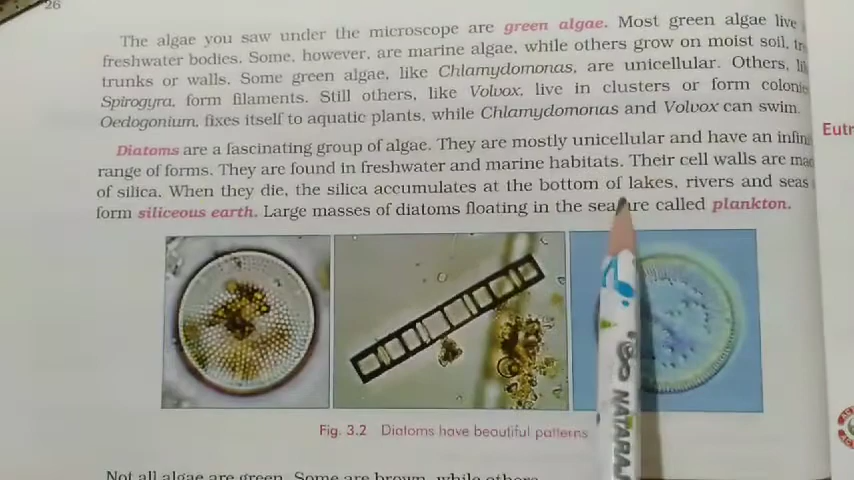 26
The algae you saw under the microscope are green algae. Most green algae live
freshwater bodies. Some, however, are marine algae, while others grow on moist soil,
trunks or walls. Some green algae, like Chlamydomonas, are unicellular. Others,
Spirogyra, form filaments. Still others, like Volvox, live in clusters or form
Oedogonium, fixes itself to aquatic plants, while Chlamydomonas and Volvox can swim.
Diatoms are a fascinating group of algae. They are mostly unicellular and have an
range of forms. They are found in freshwater and marine habitats. Their cell walls are
of silica. When they die, the silica accumulates at the bottom of lakes, rivers and seas
form siliceous earth. Large masses of diatoms floating in the sea are called plankton.
Fig. 3.2 Diatoms have beautiful patterns
Not all algae are green. Some are brown, while others
Eutr
NATARAJ